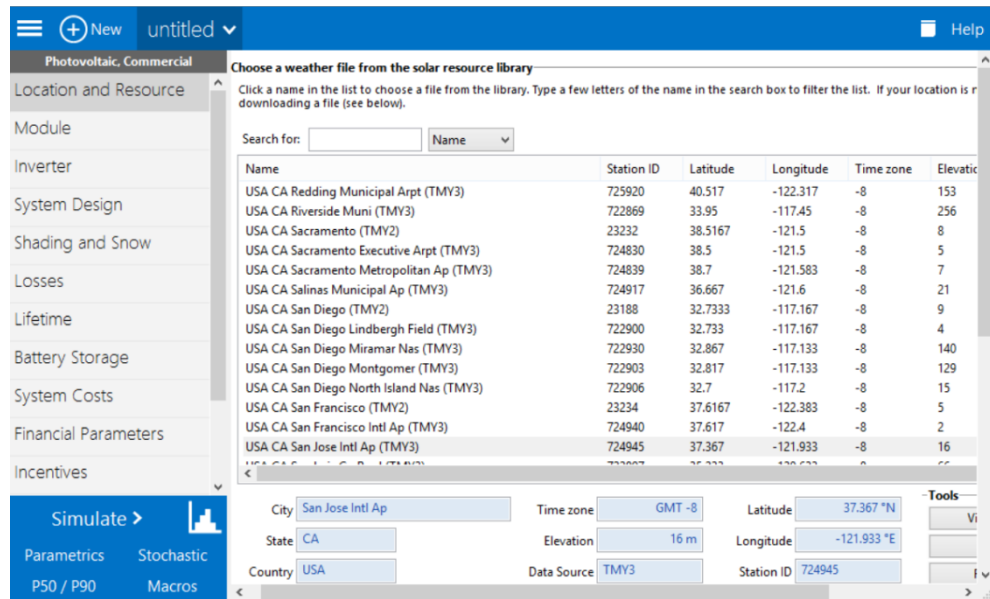 New untitled Help
Photovoltaic, Commercial
Location and Resource
Module
Inverter
System Design
Shading and Snow
Losses
Lifetime
Battery Storage
System Costs
Financial Parameters
Incentives
Simulate >
Parametrics Stochastic
P50 / P90 Macros
Choose a weather file from the solar resource library
Click a name in the list to choose a file from the library. Type a few letters of the name in the search box to filter the list. If your location is
downloading a file (see below).
Search for: Name
Name Station ID Latitude Longitude Time zone
USA CA Redding Municipal Arpt (TMY3) 725920 40.517 -122.317 -8 153
USA CA Riverside Muni (TMY3) 722869 33.95 -117.45 -8 256
USA CA Sacramento (TMY2) 23232 38.5167 -121.5 -8 8
USA CA Sacramento Executive Arpt (TMY3) 724830 38.5 -121.5 -8 5
USA CA Sacramento Metropolitan Ap (TMY3) 724839 38.7 -121.583 -8 7
USA CA Salinas Municipal Ap (TMY3) 724917 36.667 -121.6 -8 21
USA CA San Diego (TMY2) 23188 32.7333 -117.167 -8 9
USA CA San Diego Lindbergh Field (TMY3) 722900 32.733 -117.167 -8 4
USA CA San Diego Miramar Nas (TMY3) 722930 32.867 -117.133 -8 140
USA CA San Diego Montgomer (TMY3) 722903 32.817 -117.133 -8 129
USA CA San Diego North Island Nas (TMY3) 722906 32.7 -117.2 -8 15
USA CA San Francisco (TMY2) 23234 37.6167 -122.383 -8 5
USA CA San Francisco Intl Ap (TMY3) 724940 37.617 -122.4 -8 2
USA CA San Jose Intl Ap (TMY3) 724945 37.367 -121.933 -8 16
City San Jose Intl Ap Time zone GMT -8 Latitude 37.367 °N
State CA Elevation 16 m Longitude -121.933 °E
Country USA Data Source TMY3 Station ID 724945
Tools